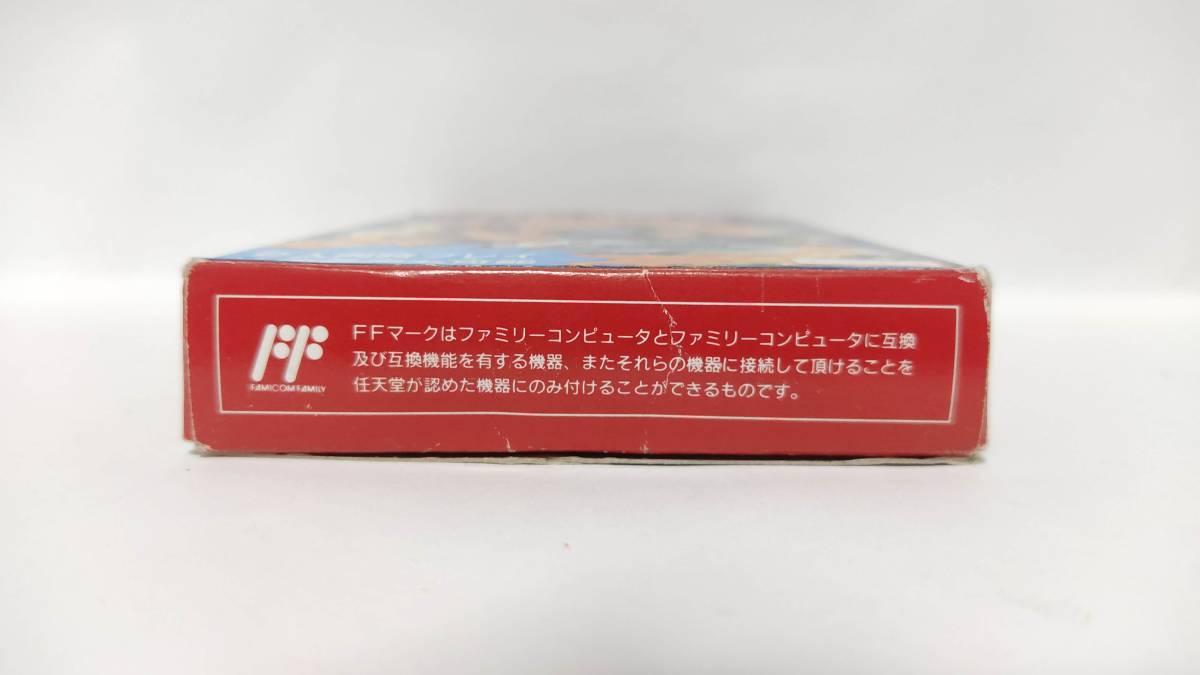 FFマークはファミリーコンピュータとファミリーコンピュータに互換
及び互換機能を有する機器、またそれらの機器に接続して頂けることを
任天堂が認めた機器にのみ付けることができるものです。
FF
FAMICOM FAMILY